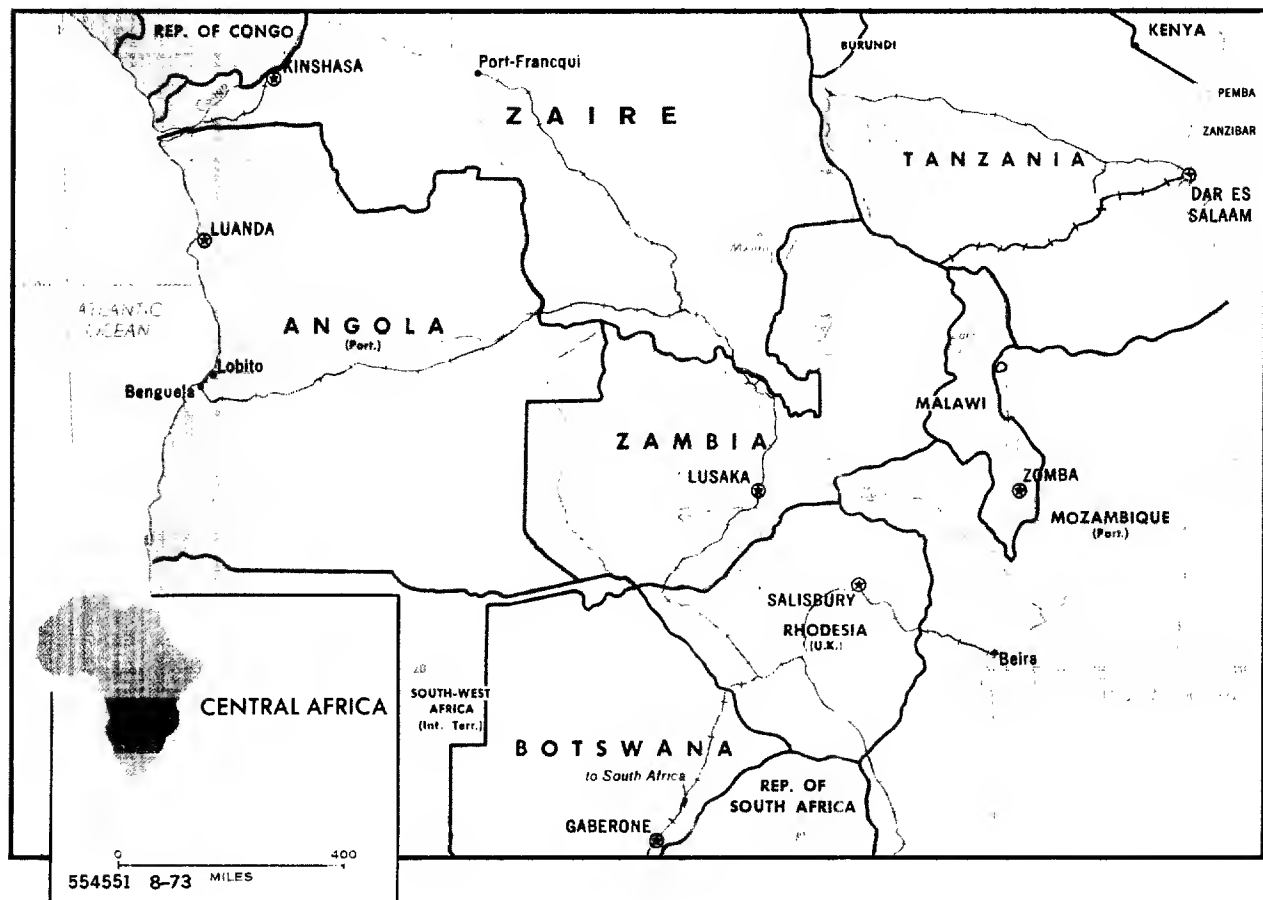 REP. OF CONGO
KINSHASA
Port-Francqui
ZAIRE
BURUNDI
KENYA
PEMBA
ZANZIBAR
TANZANIA
DAR ES
SALAAM
LUANDA
ATLANTIC
OCEAN
ANGOLA
(Port.)
Lobito
Benguela
MALAWI
ZAMBIA
LUSAKA
ZOMBA
MOZAMBIQUE
(Port.)
SALISBURY
RHODESIA
(U.K.)
Beira
CENTRAL AFRICA
20
SOUTH-WEST
AFRICA
(Int. Terr.)
BOTSWANA
to South Africa
REP. OF
SOUTH AFRICA
GABERONE
0 400
MILES
554551 8-73